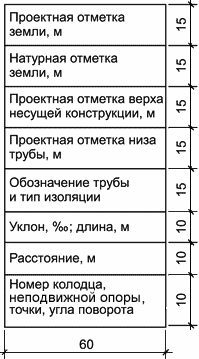 Проектная отметка
земли, м
15
Натурная отметка
земли, м
15
Проектная отметка верха
несущей конструкции, м
15
Проектная отметка низа
трубы, м
15
Обозначение трубы
и тип изоляции
15
Уклон, ‰; длина, м
10
Расстояние, м
10
Номер колодца,
неподвижной опоры,
точки, угла поворота
10
60